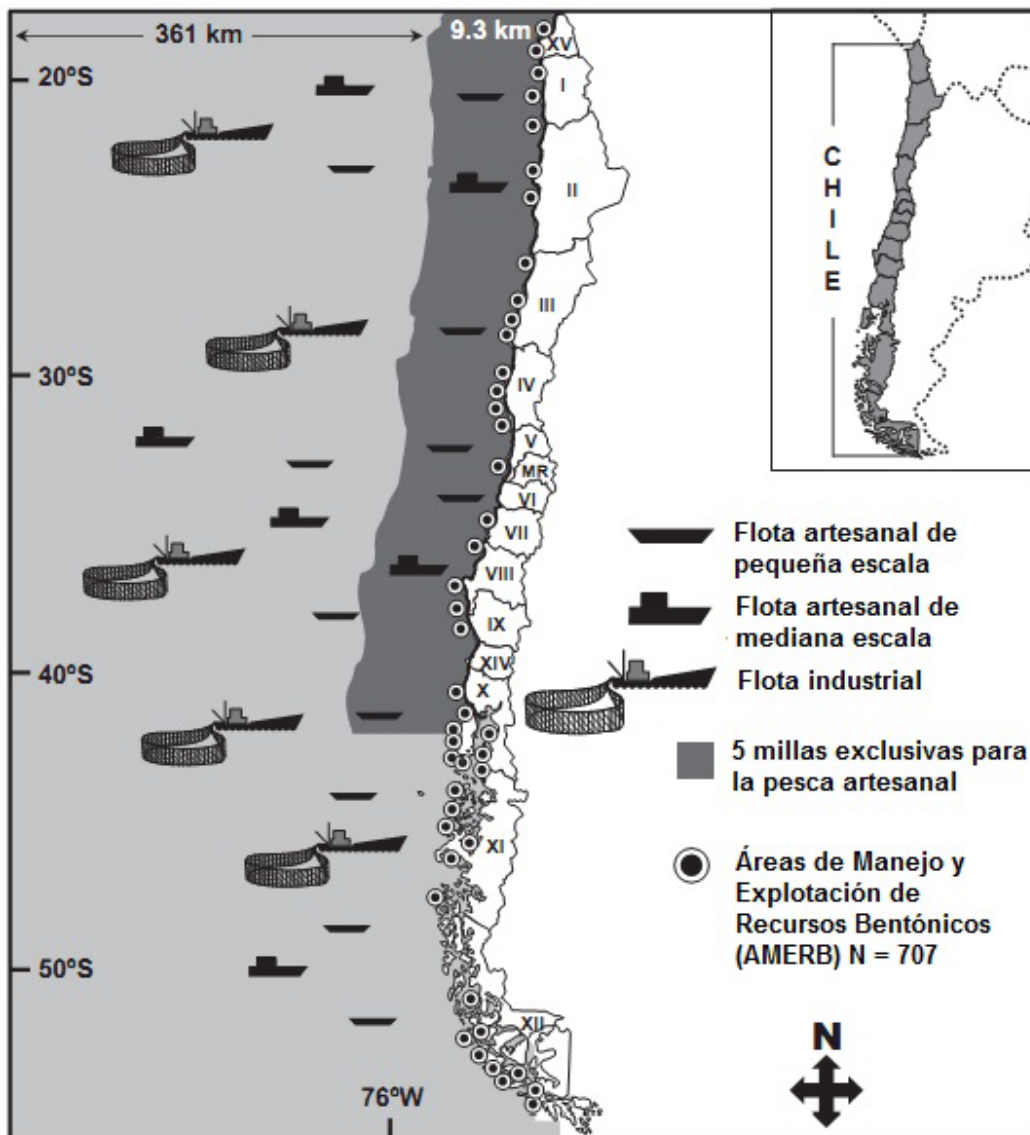 361 km
9.3 km
20ºS
30ºS
40ºS
50ºS
76ºW
XV
I
II
III
IV
V
MR
VI
VII
VIII
IX
XIV
X
XI
XII
CHILE
Flota artesanal de
pequeña escala
Flota artesanal de
mediana escala
Flota industrial
5 millas exclusivas para
la pesca artesanal
Áreas de Manejo y
Explotación de
Recursos Bentónicos
(AMERB) N = 707
N